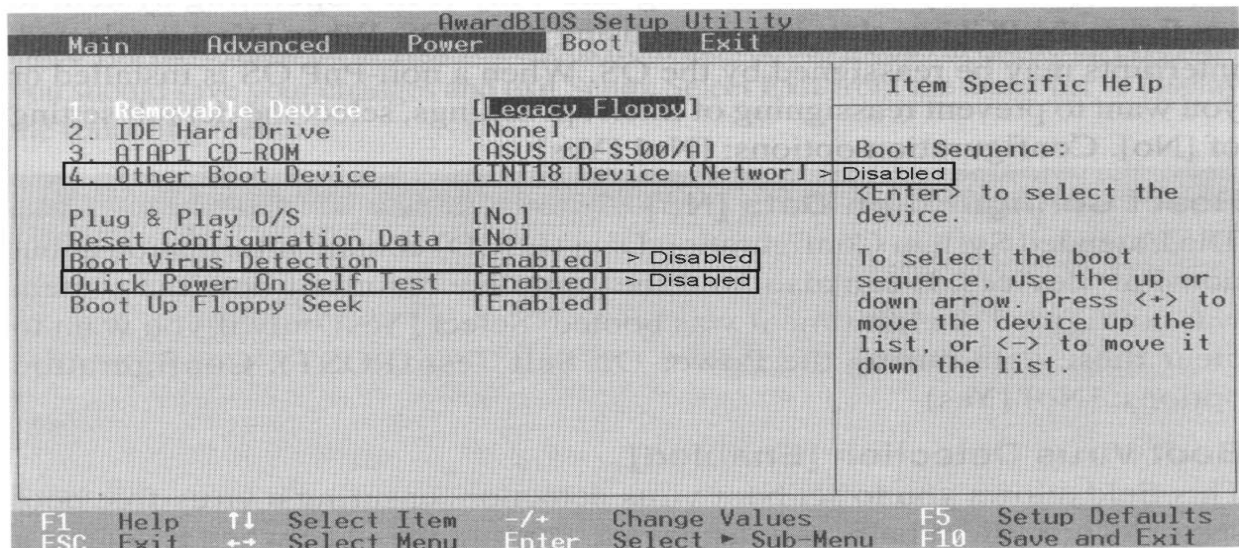 AwardBIOS Setup Utility
Main Advanced Power Boot Exit
1. Removable Device [Legacy Floppy]
2. IDE Hard Drive [None]
3. ATAPI CD-ROM [ASUS CD-S500/A]
4. Other Boot Device [INT18 Device (Networ] > Disabled
Plug & Play O/S [No]
Reset Configuration Data [No]
Boot Virus Detection [Enabled] > Disabled
Quick Power On Self Test [Enabled] > Disabled
Boot Up Floppy Seek [Enabled]
Item Specific Help
Boot Sequence:
<Enter> to select the
device.
To select the boot
sequence, use the up or
down arrow. Press <+> to
move the device up the
list, or <-> to move it
down the list.
F1 Help ↑↓ Select Item -/+ Change Values F5 Setup Defaults
ESC Exit ←→ Select Menu Enter Select ► Sub-Menu F10 Save and Exit